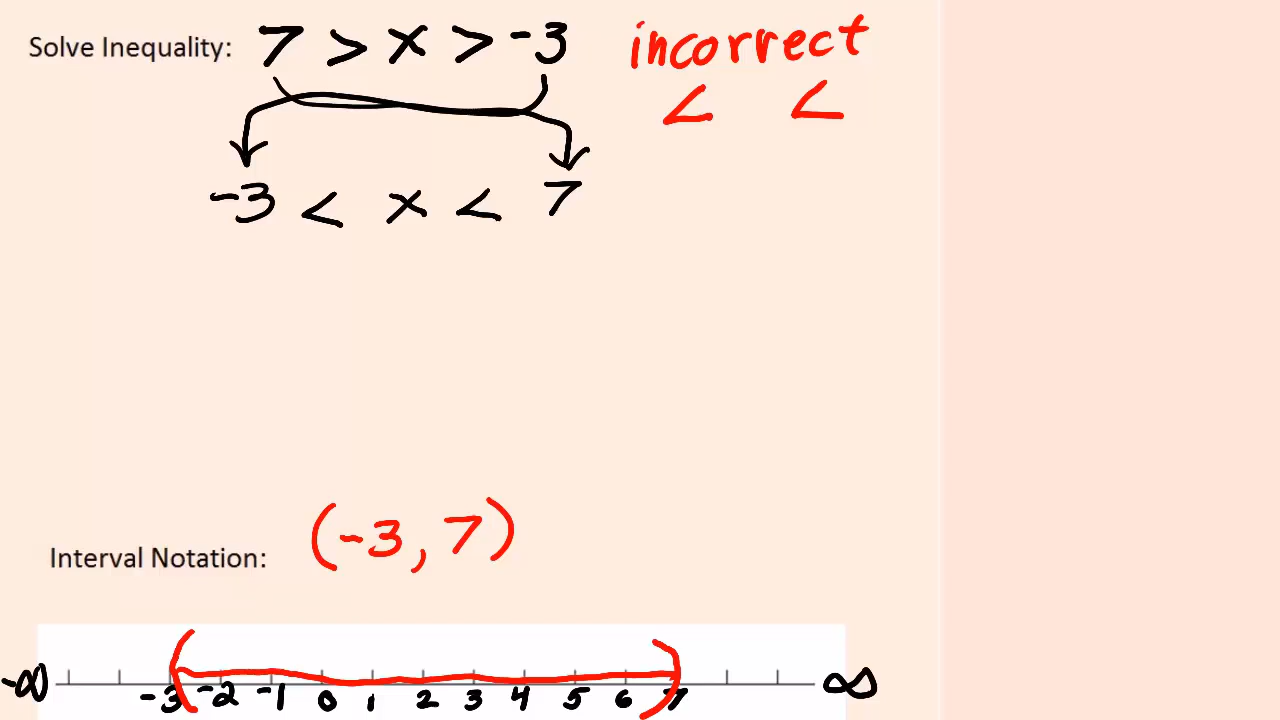 Solve Inequality: 7 > x > -3 incorrect
< <
-3 < x < 7
Interval Notation: (-3, 7)
-∞ -3 -2 -1 0 1 2 3 4 5 6 7 ∞